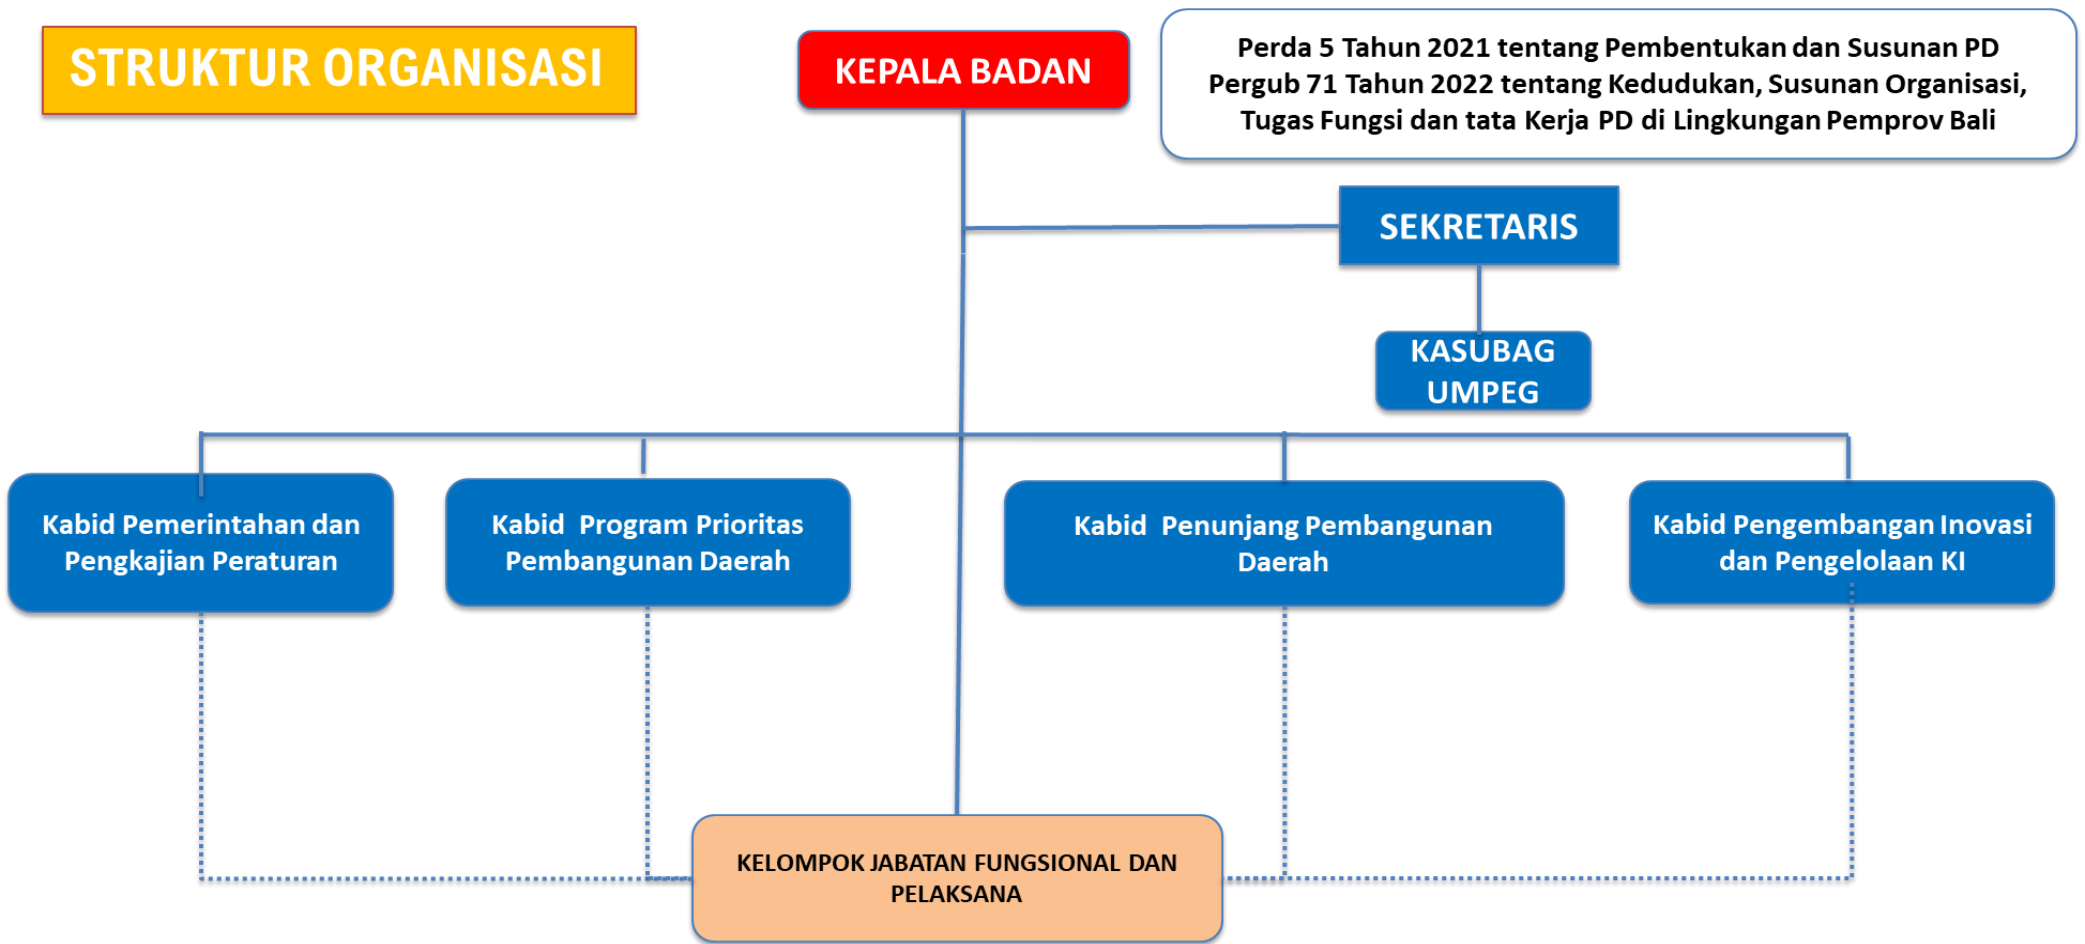 STRUKTUR ORGANISASI
KEPALA BADAN
Perda 5 Tahun 2021 tentang Pembentukan dan Susunan PD
Pergub 71 Tahun 2022 tentang Kedudukan, Susunan Organisasi,
Tugas Fungsi dan tata Kerja PD di Lingkungan Pemprov Bali
SEKRETARIS
KASUBAG
UMPEG
Kabid Pemerintahan dan
Pengkajian Peraturan
Kabid Program Prioritas
Pembangunan Daerah
Kabid Penunjang Pembangunan
Daerah
Kabid Pengembangan Inovasi
dan Pengelolaan KI
KELOMPOK JABATAN FUNGSIONAL DAN
PELAKSANA